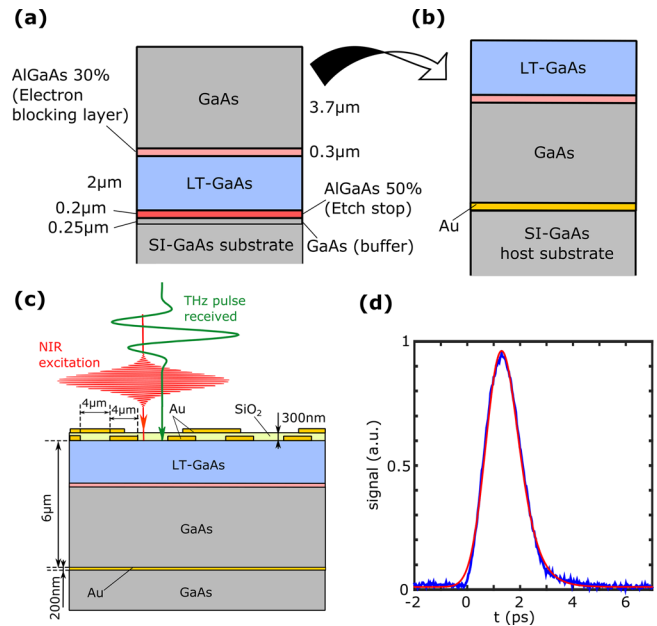 (a)
AlGaAs 30%
(Electron
blocking layer)
GaAs
3.7µm
0.3µm
2µm
LT-GaAs
0.2µm
0.25µm
AlGaAs 50%
(Etch stop)
GaAs (buffer)
SI-GaAs substrate
(b)
LT-GaAs
GaAs
Au
SI-GaAs
host substrate
(c)
THz pulse
received
NIR
excitation
4µm
4µm
Au
SiO2
300nm
LT-GaAs
6µm
GaAs
200nm
Au
GaAs
(d)
signal (a.u.)
1
0.5
0
-2
0
2
4
6
t (ps)